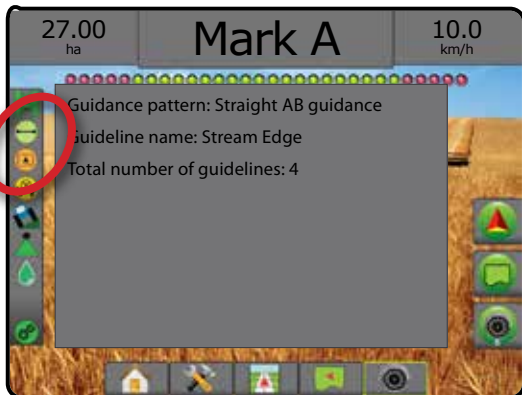 27.00
ha
Mark A
10.0
km/h
Guidance pattern: Straight AB guidance
Guideline name: Stream Edge
Total number of guidelines: 4